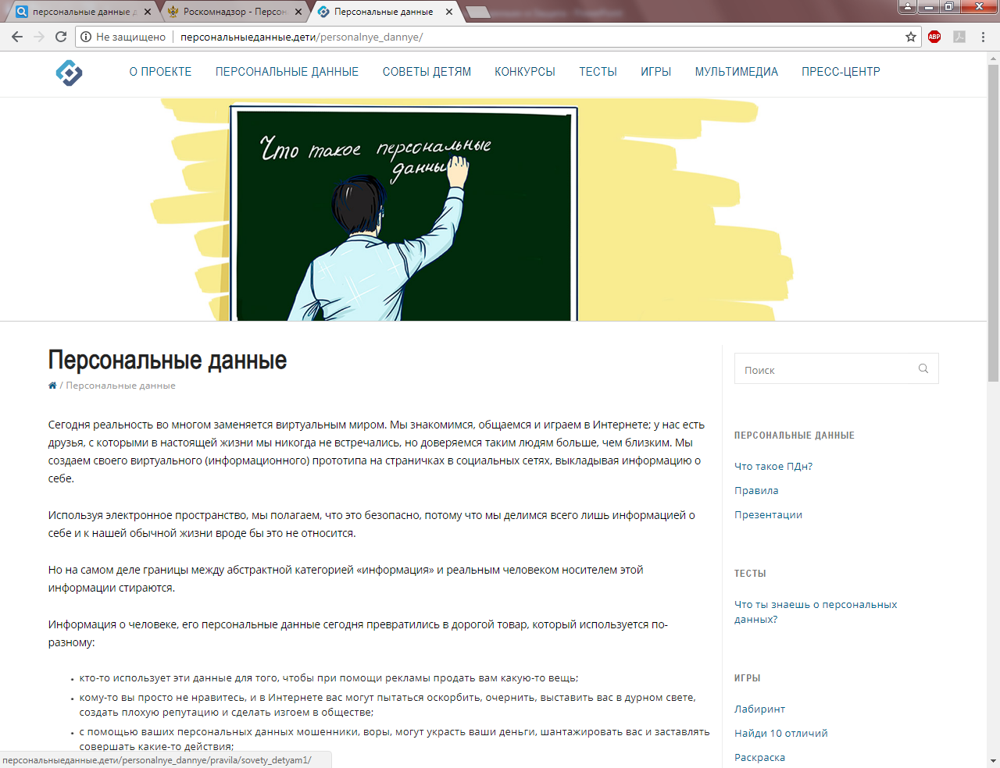 персональные данные д
Роскомнадзор - Персон
Персональные данные
Не защищено
персональныеданные.дети/personalnye_dannye/
ABP
О ПРОЕКТЕ
ПЕРСОНАЛЬНЫЕ ДАННЫЕ
СОВЕТЫ ДЕТЯМ
КОНКУРСЫ
ТЕСТЫ
ИГРЫ
МУЛЬТИМЕДИА
ПРЕСС-ЦЕНТР
Что такое персональные
данны
Персональные данные
/ Персональные данные
Сегодня реальность во многом заменяется виртуальным миром. Мы знакомимся, общаемся и играем в Интернете; у нас есть
друзья, с которыми в настоящей жизни мы никогда не встречались, но доверяемся таким людям больше, чем близким. Мы
создаем своего виртуального (информационного) прототипа на страничках в социальных сетях, выкладывая информацию о
себе.
Используя электронное пространство, мы полагаем, что это безопасно, потому что мы делимся всего лишь информацией о
себе и к нашей обычной жизни вроде бы это не относится.
Но на самом деле границы между абстрактной категорией «информация» и реальным человеком носителем этой
информации стираются.
Информация о человеке, его персональные данные сегодня превратились в дорогой товар, который используется по-
разному:
• кто-то использует эти данные для того, чтобы при помощи рекламы продать вам какую-то вещь;
• кому-то вы просто не нравитесь, и в Интернете вас могут пытаться оскорбить, очернить, выставить вас в дурном свете,
создать плохую репутацию и сделать изгоем в обществе;
• с помощью ваших персональных данных мошенники, воры, могут украсть ваши деньги, шантажировать вас и заставлять
совершать какие-то действия;
Поиск
ПЕРСОНАЛЬНЫЕ ДАННЫЕ
Что такое ПДн?
Правила
Презентации
ТЕСТЫ
Что ты знаешь о персональных
данных?
ИГРЫ
Лабиринт
Найди 10 отличий
Раскраска
персональныеданные.дети/personalnye_dannye/pravila/sovety_detyam1/